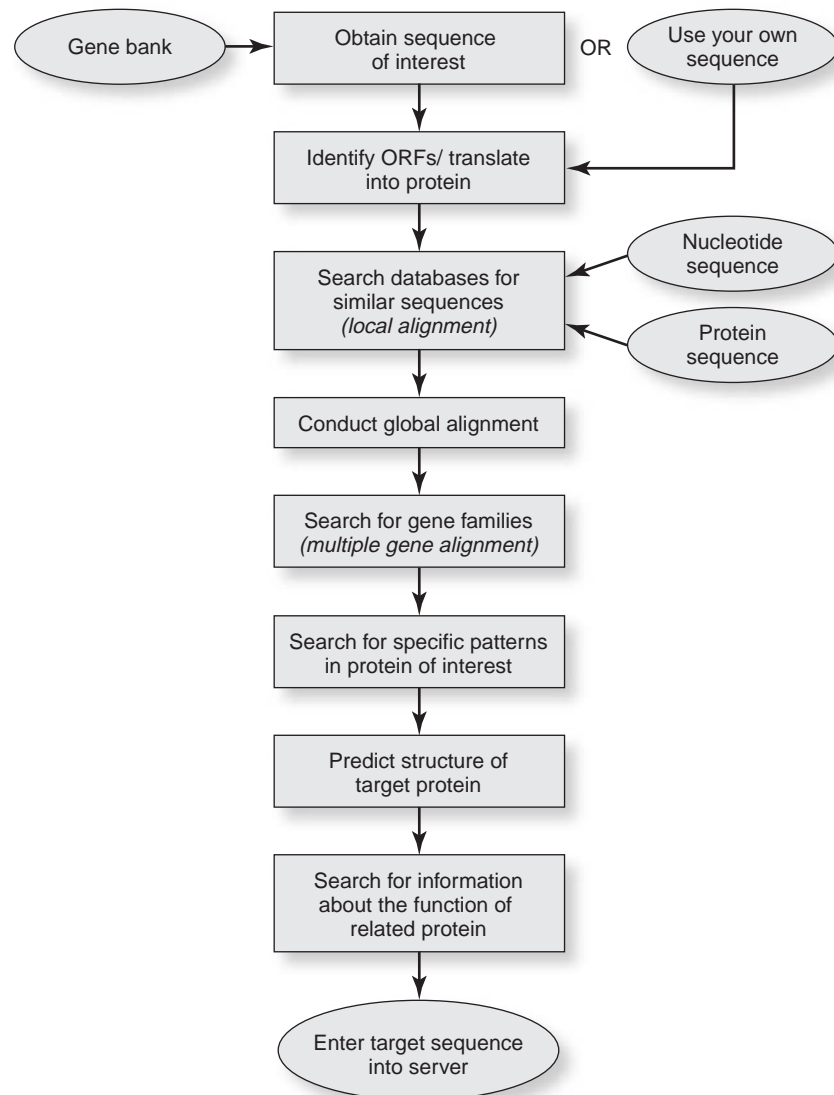 Gene bank
Obtain sequence
of interest
OR
Use your own
sequence
Identify ORFs/ translate
into protein
Search databases for
similar sequences
(local alignment)
Nucleotide
sequence
Protein
sequence
Conduct global alignment
Search for gene families
(multiple gene alignment)
Search for specific patterns
in protein of interest
Predict structure of
target protein
Search for information
about the function of
related protein
Enter target sequence
into server